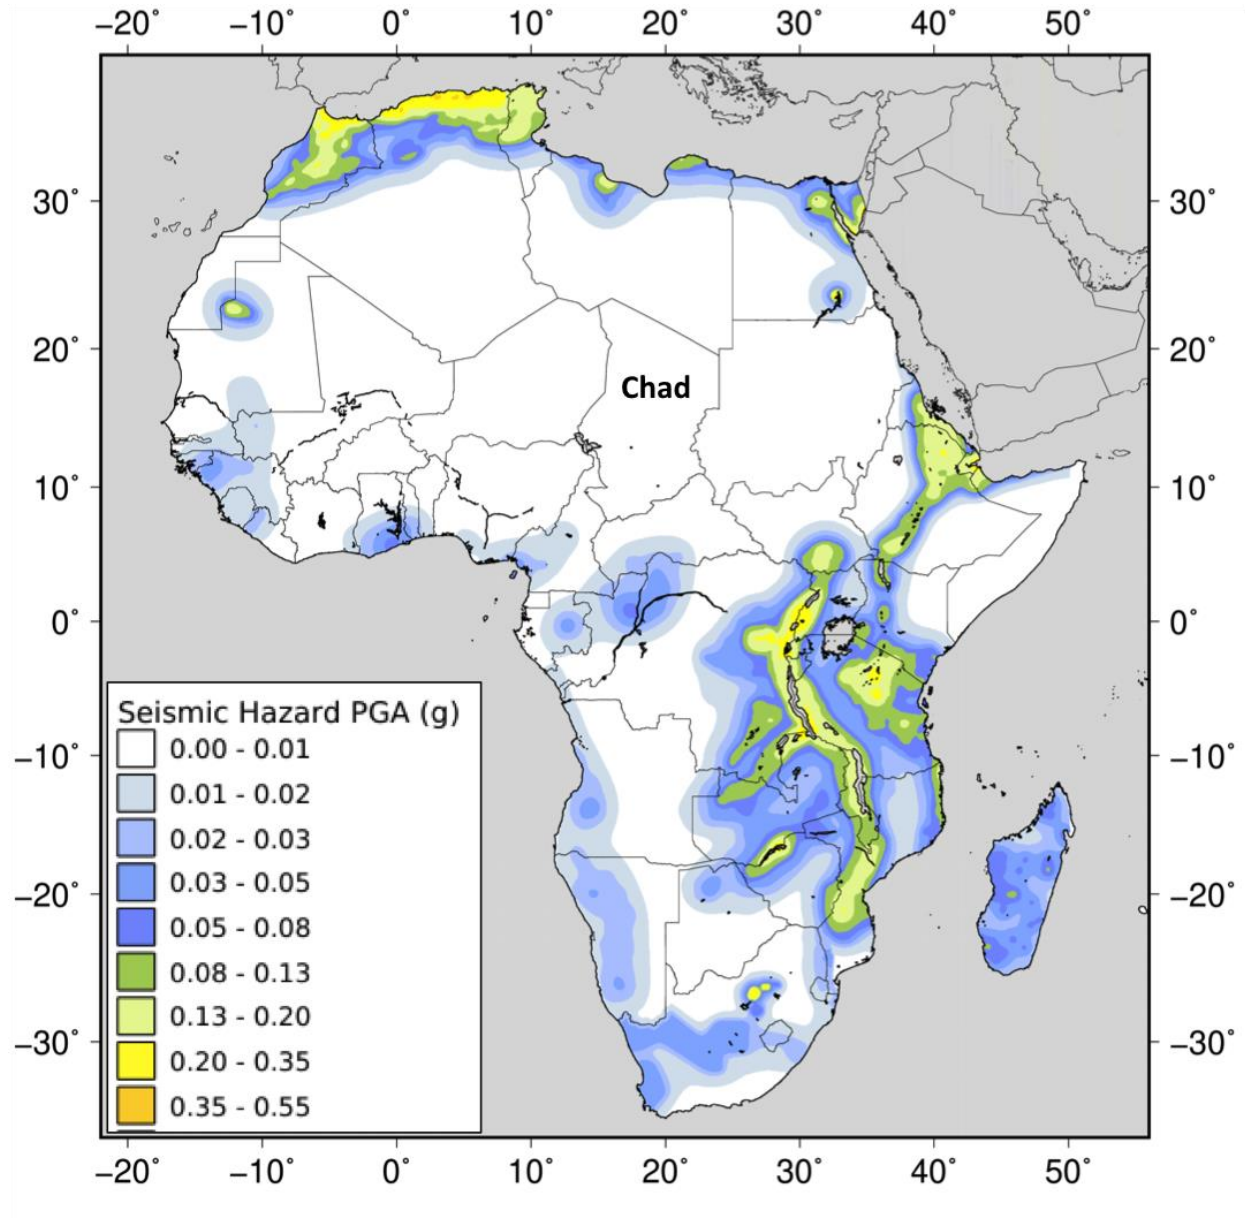 −20° −10° 0° 10° 20° 30° 40° 50°
30° 30°
20° 20°
Chad
10° 10°
0° 0°
Seismic Hazard PGA (g)
0.00 - 0.01
−10° −10°
0.01 - 0.02
0.02 - 0.03
0.03 - 0.05
−20° −20°
0.05 - 0.08
0.08 - 0.13
0.13 - 0.20
−30° −30°
0.20 - 0.35
0.35 - 0.55
−20° −10° 0° 10° 20° 30° 40° 50°